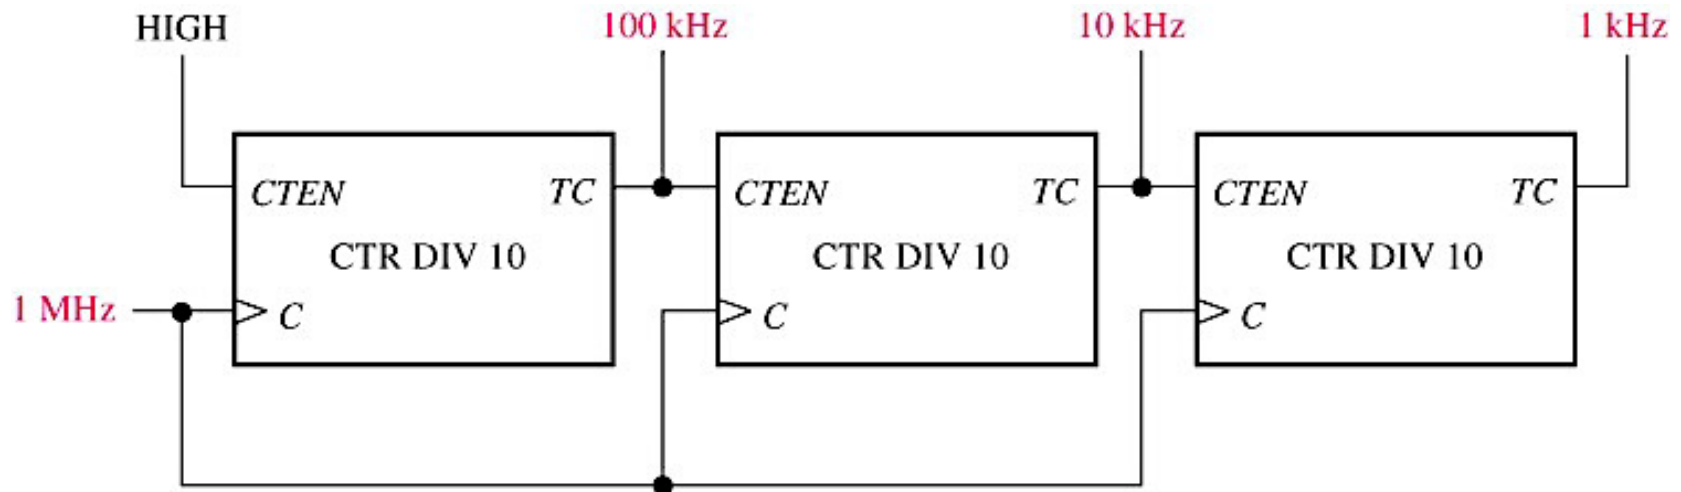 HIGH 100 kHz 10 kHz 1 kHz
CTEN TC CTEN TC CTEN TC
CTR DIV 10 CTR DIV 10 CTR DIV 10
1 MHz C C C